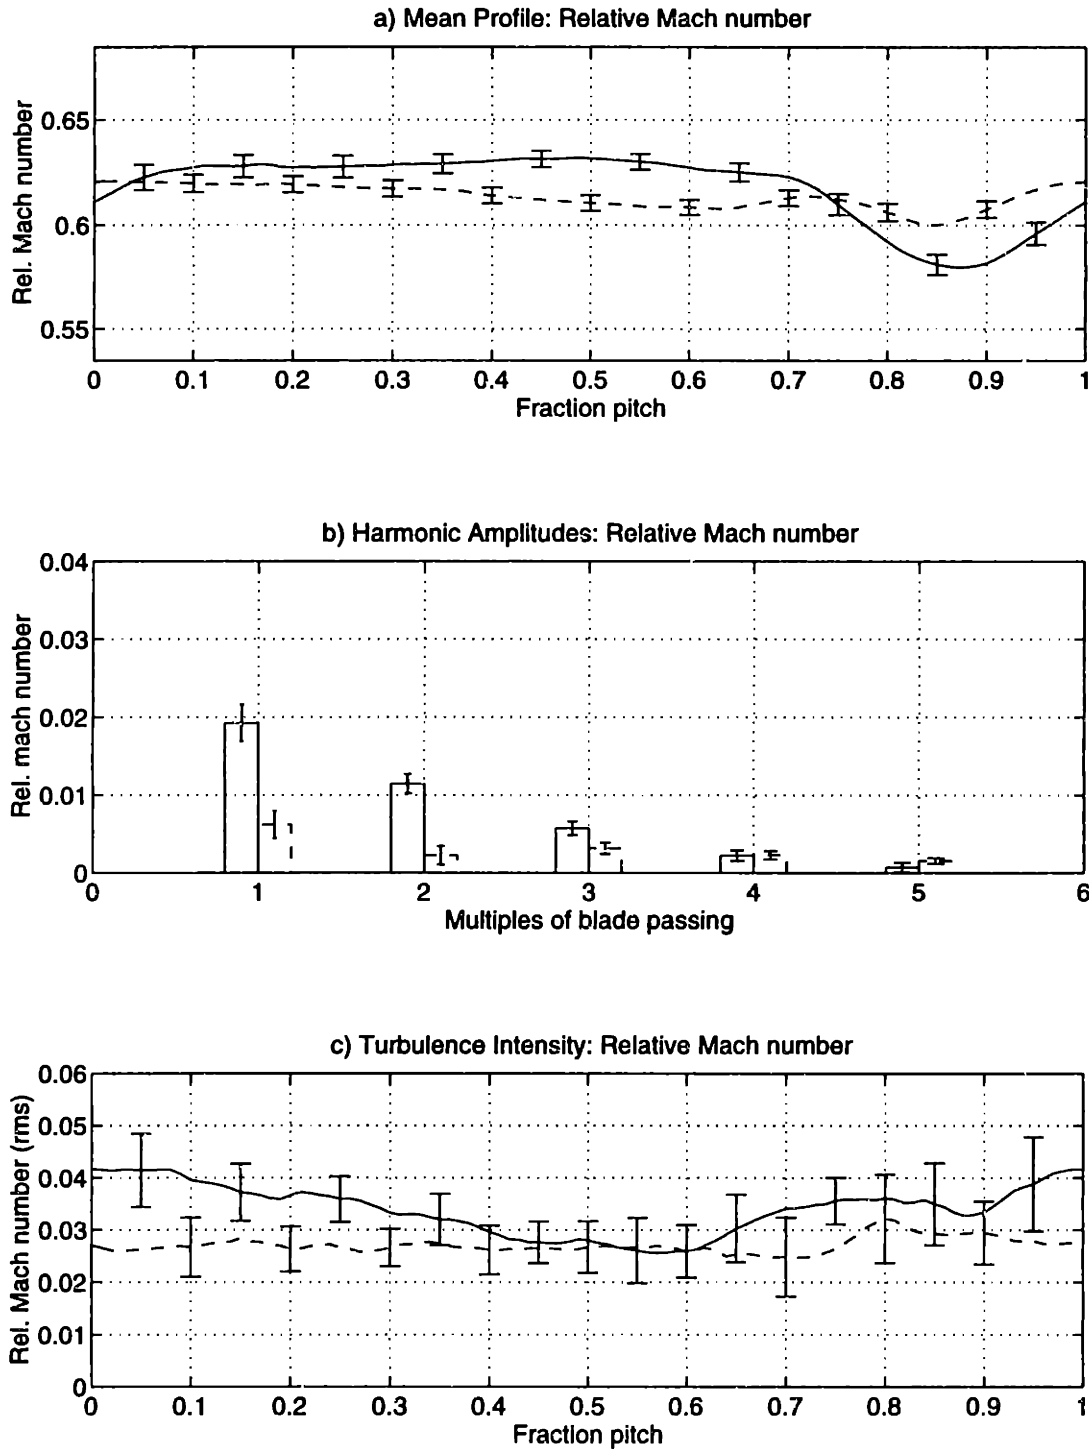 a) Mean Profile: Relative Mach number
Rel. Mach number
0.65
0.6
0.55
0 0.1 0.2 0.3 0.4 0.5 0.6 0.7 0.8 0.9 1
Fraction pitch
b) Harmonic Amplitudes: Relative Mach number
Rel. mach number
0.04
0.03
0.02
0.01
0
0 1 2 3 4 5 6
Multiples of blade passing
c) Turbulence Intensity: Relative Mach number
Rel. Mach number (rms)
0.06
0.05
0.04
0.03
0.02
0.01
0
0 0.1 0.2 0.3 0.4 0.5 0.6 0.7 0.8 0.9 1
Fraction pitch